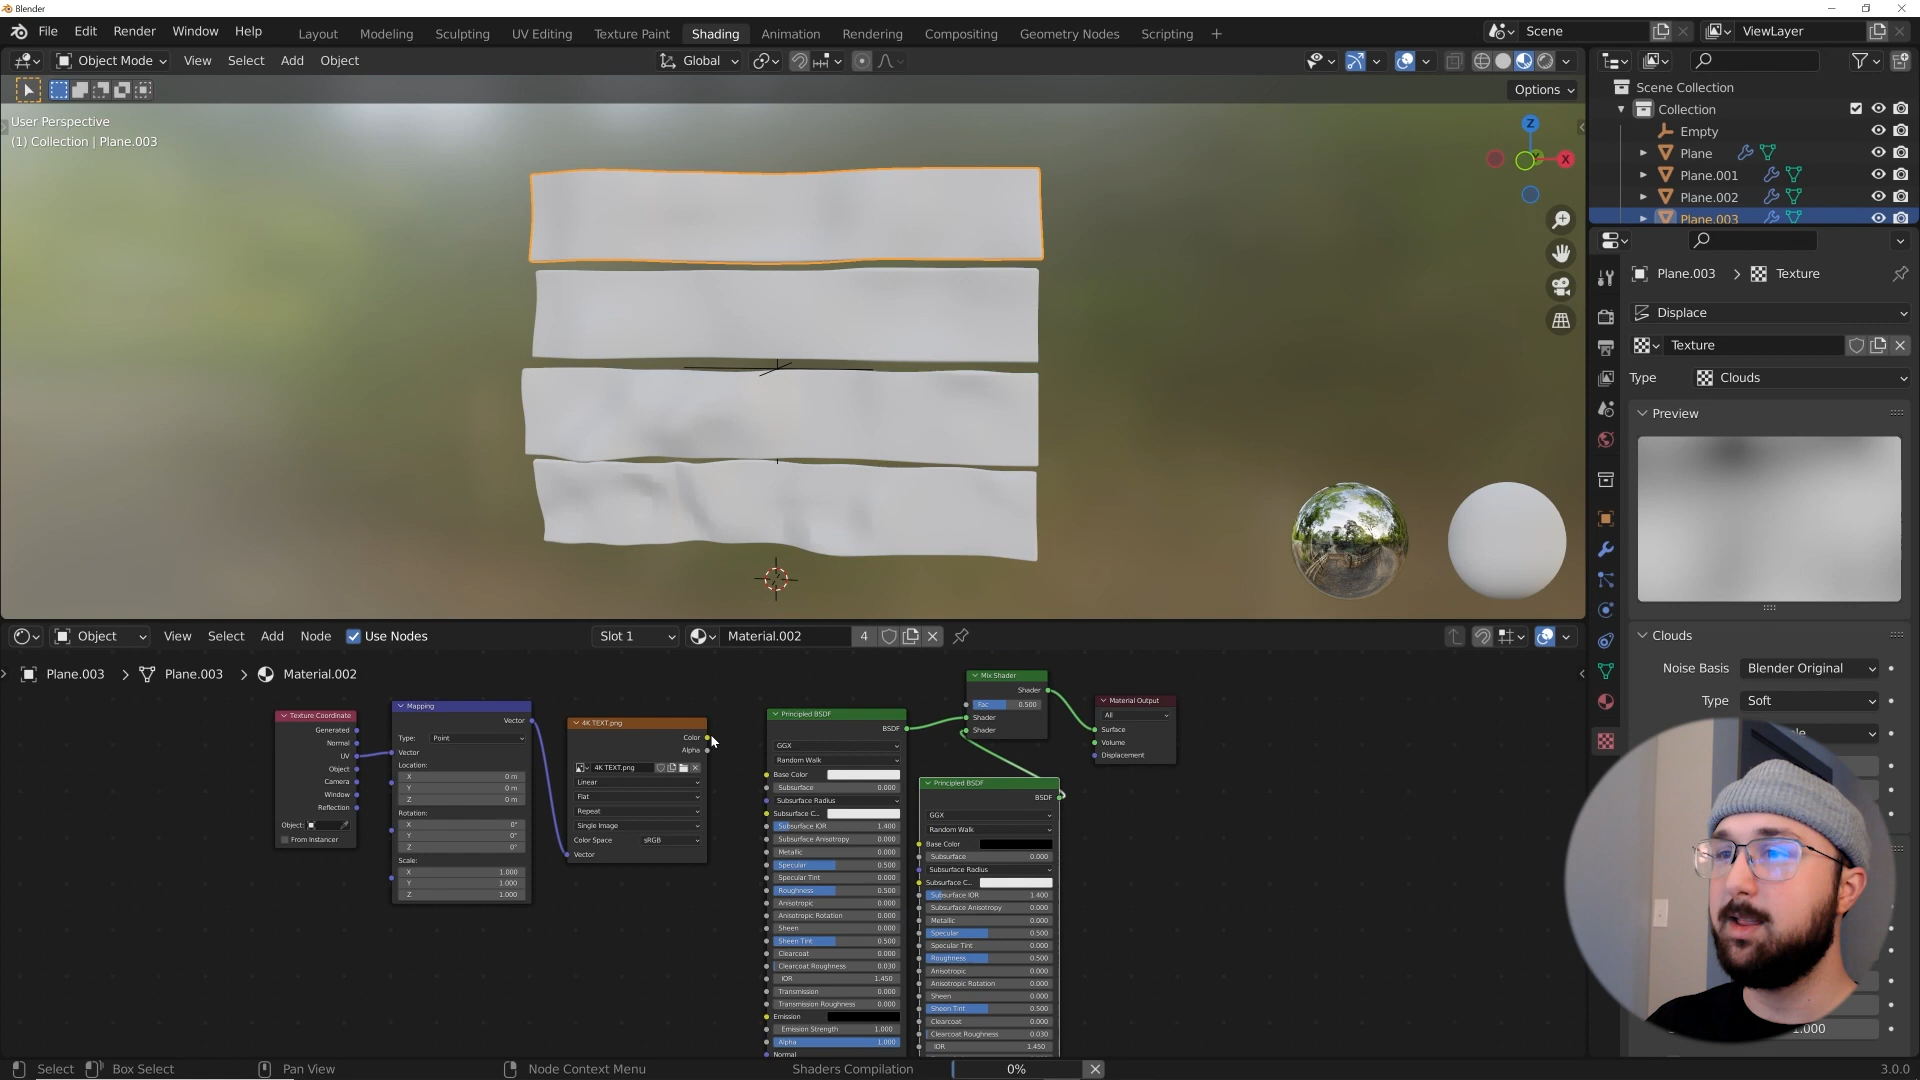 Blender
File Edit Render Window Help
Layout Modeling Sculpting UV Editing Texture Paint Shading Animation Rendering Compositing Geometry Nodes Scripting +
Scene
ViewLayer
Object Mode View Select Add Object
Global
Options
User Perspective
(1) Collection | Plane.003
Z
X
Scene Collection
Collection
Empty
Plane
Plane.001
Plane.002
Plane.003
Plane.003 > Texture
Displace
Texture
Type Clouds
Preview
Clouds
Noise Basis Blender Original
Type Soft
1.000
Object View Select Add Node Use Nodes
Slot 1
Material.002 4
Plane.003 > Plane.003 > Material.002
Texture Coordinate
Generated
Normal
UV
Object
Camera
Window
Reflection
Object:
From Instancer
Mapping
Vector
Type: Point
Vector
Location:
X 0 m
Y 0 m
Z 0 m
Rotation:
X 0°
Y 0°
Z 0°
Scale:
X 1.000
Y 1.000
Z 1.000
4K TEXT.png
Color
Alpha
4K TEXT.png
Linear
Flat
Repeat
Single Image
Color Space sRGB
Vector
Principled BSDF
BSDF
GGX
Random Walk
Base Color
Subsurface 0.000
Subsurface Radius
Subsurface C...
Subsurface IOR 1.400
Subsurface Anisotropy 0.000
Metallic 0.000
Specular 0.500
Specular Tint 0.000
Roughness 0.500
Anisotropic 0.000
Anisotropic Rotation 0.000
Sheen 0.000
Sheen Tint 0.500
Clearcoat 0.000
Clearcoat Roughness 0.030
IOR 1.450
Transmission 0.000
Transmission Roughness 0.000
Emission
Emission Strength 1.000
Alpha 1.000
Normal
Mix Shader
Shader
Fac 0.500
Shader
Shader
Principled BSDF
BSDF
GGX
Random Walk
Base Color
Subsurface 0.000
Subsurface Radius
Subsurface C...
Subsurface IOR 1.400
Subsurface Anisotropy 0.000
Metallic 0.000
Specular 0.500
Specular Tint 0.000
Roughness 0.500
Anisotropic 0.000
Anisotropic Rotation 0.000
Sheen 0.000
Sheen Tint 0.500
Clearcoat 0.000
Clearcoat Roughness 0.030
IOR 1.450
Material Output
All
Surface
Volume
Displacement
Select Box Select Pan View Node Context Menu Shaders Compilation 0% 3.0.0